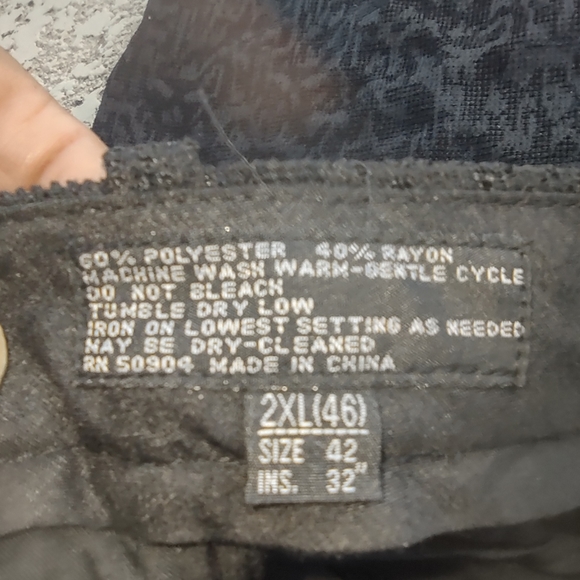 60% POLYESTER 40% RAYON
MACHINE WASH WARM-GENTLE CYCLE
DO NOT BLEACH
TUMBLE DRY LOW
IRON ON LOWEST SETTING AS NEEDED
MAY BE DRY-CLEANED
RN 50904 MADE IN CHINA
2XL(46)
SIZE 42
INS. 32"